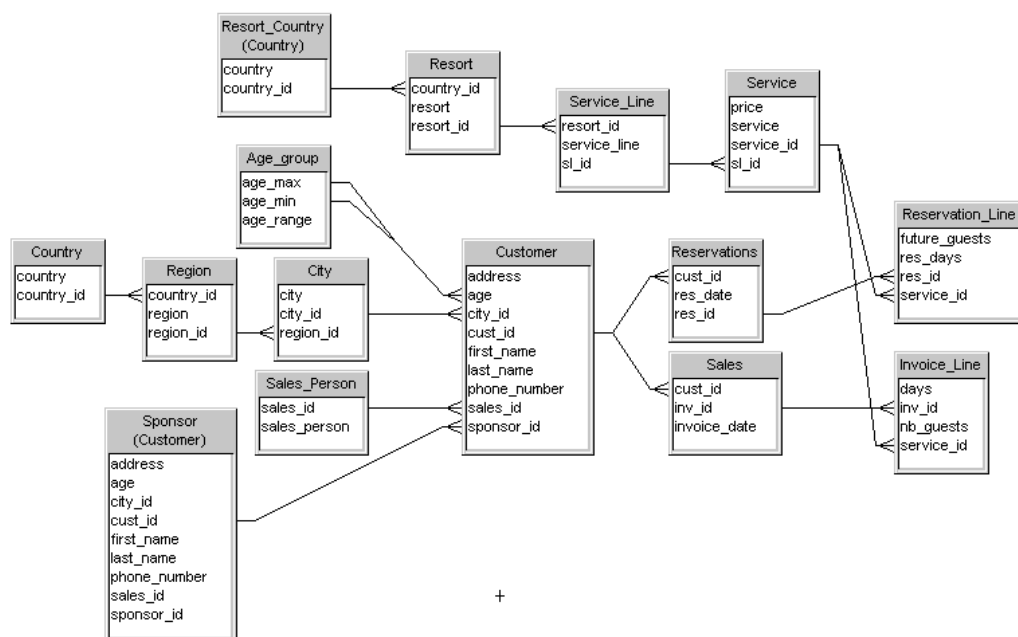 Resort_Country
(Country)
country
country_id
Resort
country_id
resort
resort_id
Service_Line
resort_id
service_line
sl_id
Service
price
service
service_id
sl_id
Age_group
age_max
age_min
age_range
Reservation_Line
future_guests
res_days
res_id
service_id
Country
country
country_id
Region
country_id
region
region_id
City
city
city_id
region_id
Customer
address
age
city_id
cust_id
first_name
last_name
phone_number
sales_id
sponsor_id
Reservations
cust_id
res_date
res_id
Sales
cust_id
inv_id
invoice_date
Invoice_Line
days
inv_id
nb_guests
service_id
Sales_Person
sales_id
sales_person
Sponsor
(Customer)
address
age
city_id
cust_id
first_name
last_name
phone_number
sales_id
sponsor_id